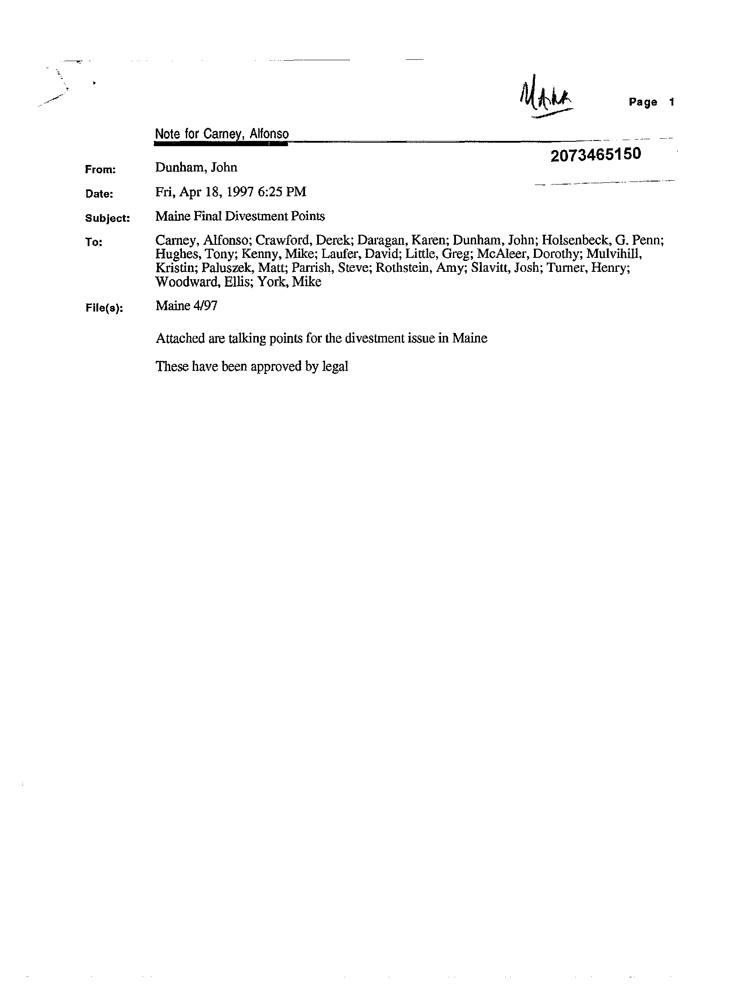 Page 1
Note for Carney, Alfonso
2073465150
From: Dunham, John
Date: Fri, Apr 18, 1997 6:25 PM
Subject: Maine Final Divestment Points
To: Carney, Alfonso; Crawford, Derek; Daragan, Karen; Dunham, John; Holsenbeck, G. Penn;
Hughes, Tony; Kenny, Mike; Laufer, David; Little, Greg; McAleer, Dorothy; Mulvihill,
Kristin; Paluszek, Matt; Parrish, Steve; Rothstein, Amy; Slavitt, Josh; Turner, Henry;
Woodward, Ellis; York, Mike
File(s): Maine 4/97
Attached are talking points for the divestment issue in Maine
These have been approved by legal